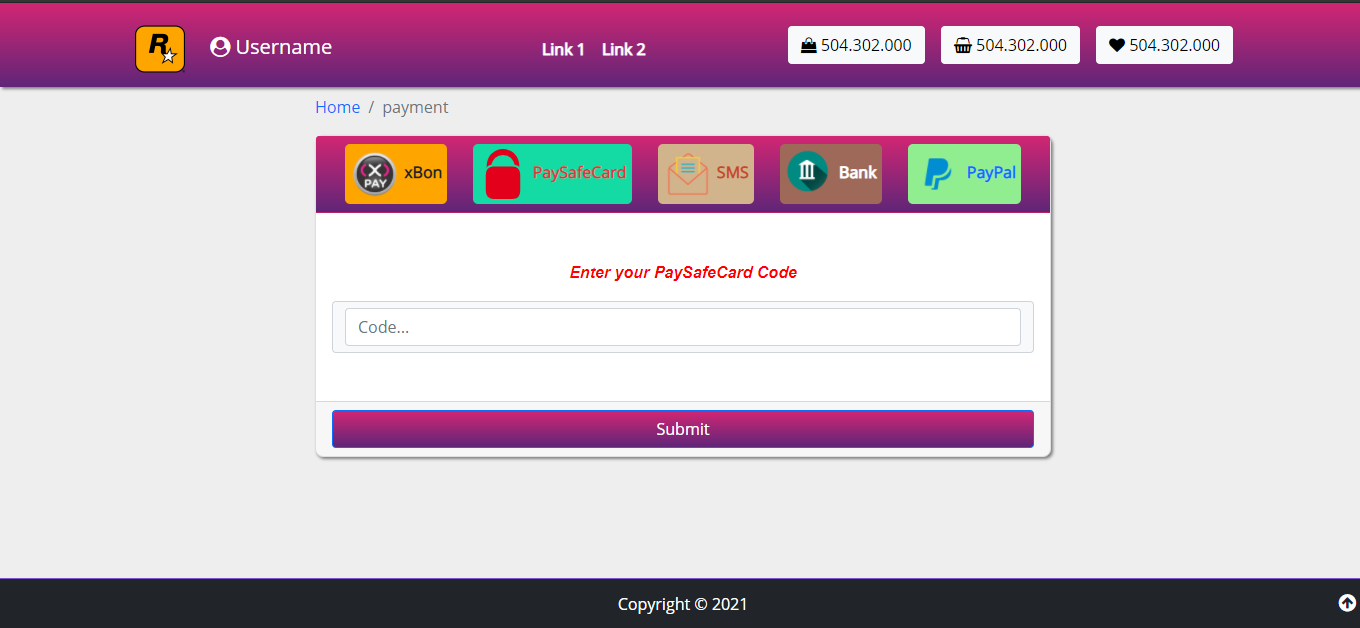 R Username Link 1 Link 2 504.302.000 504.302.000 504.302.000
Home / payment
X PAY xBon PaySafeCard SMS Bank PayPal
Enter your PaySafeCard Code
Code...
Submit
Copyright © 2021